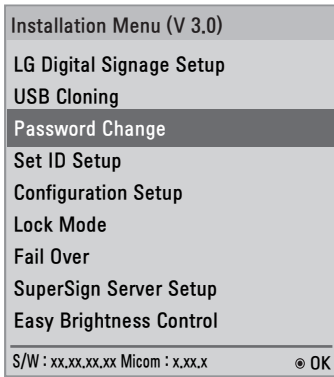 Installation Menu (V 3.0)
LG Digital Signage Setup
USB Cloning
Password Change
Set ID Setup
Configuration Setup
Lock Mode
Fail Over
SuperSign Server Setup
Easy Brightness Control
S/W : xx.xx.xx.xx Micom : x.xx.x ◉ OK